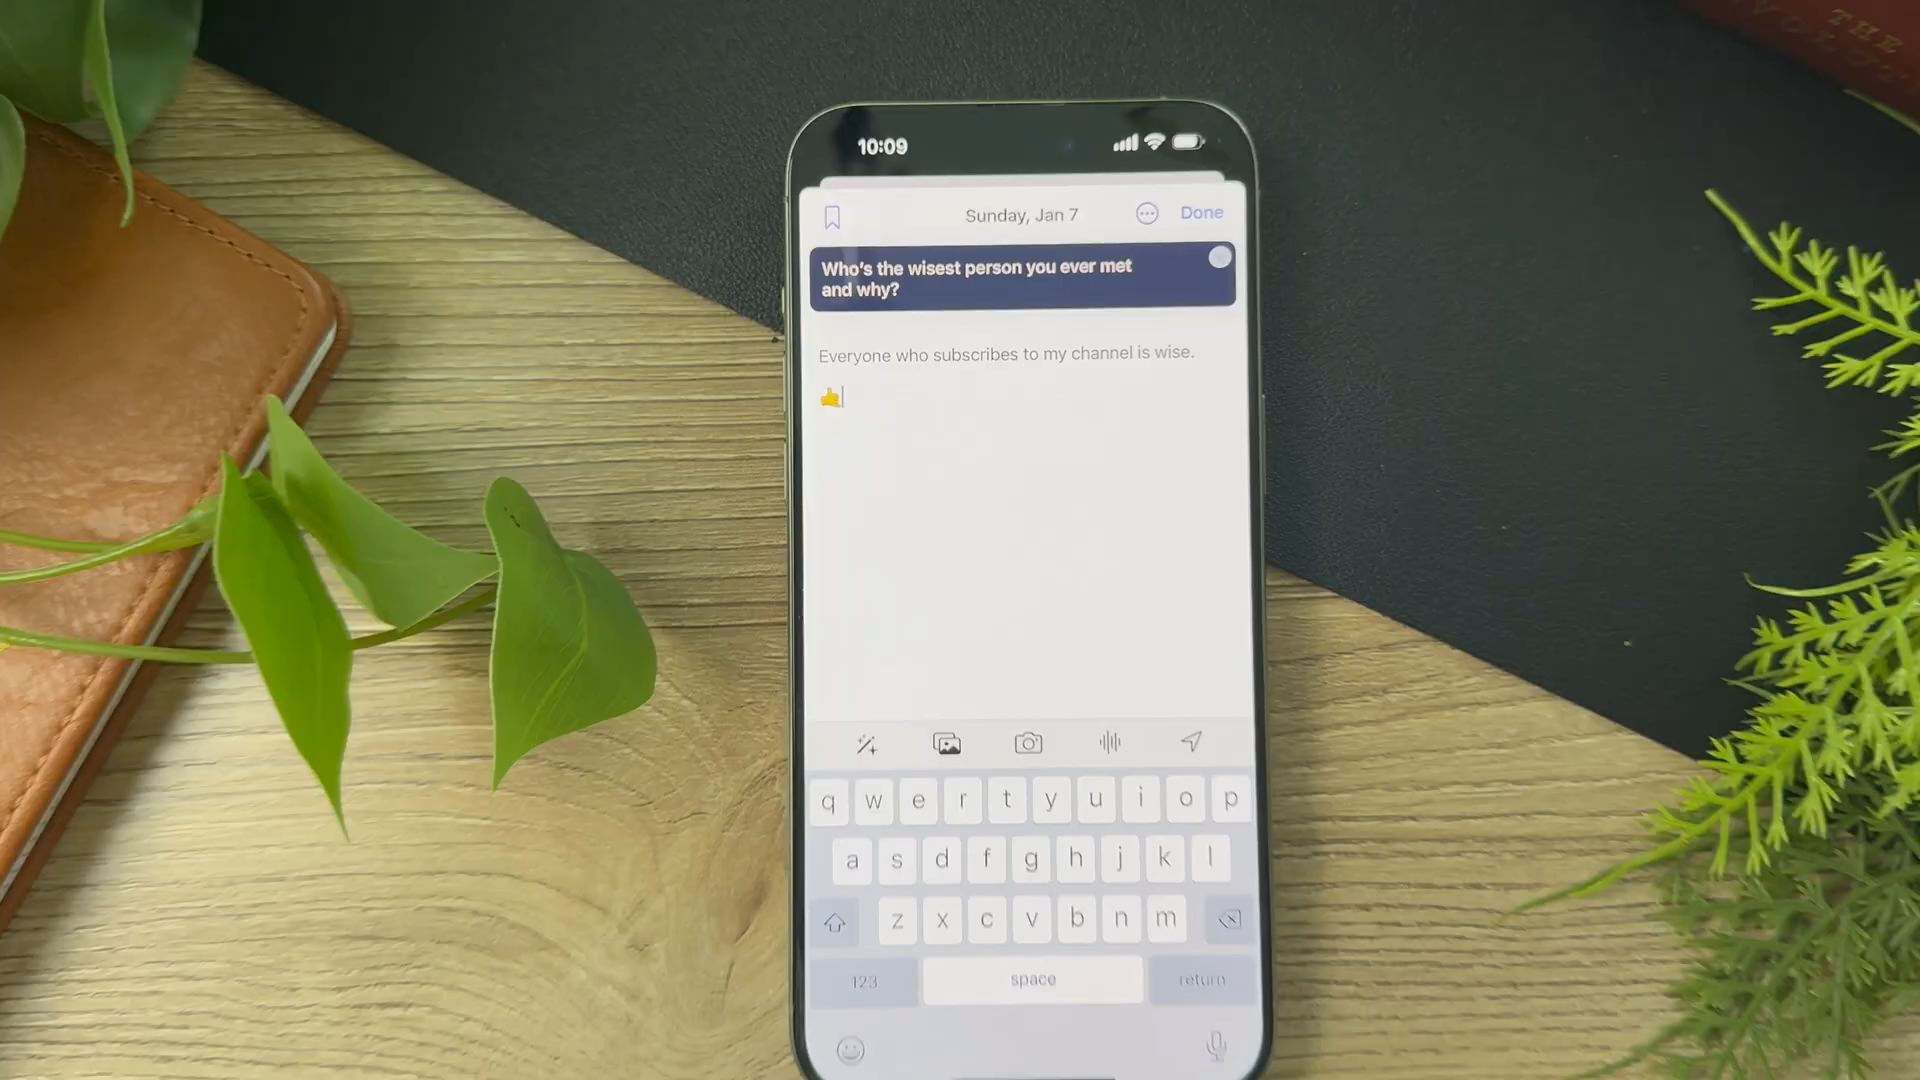 THE
10:09
Sunday, Jan 7
Done
Who's the wisest person you ever met
and why?
Everyone who subscribes to my channel is wise.
🤙
q w e r t y u i o p
a s d f g h j k l
z x c v b n m
123 space return